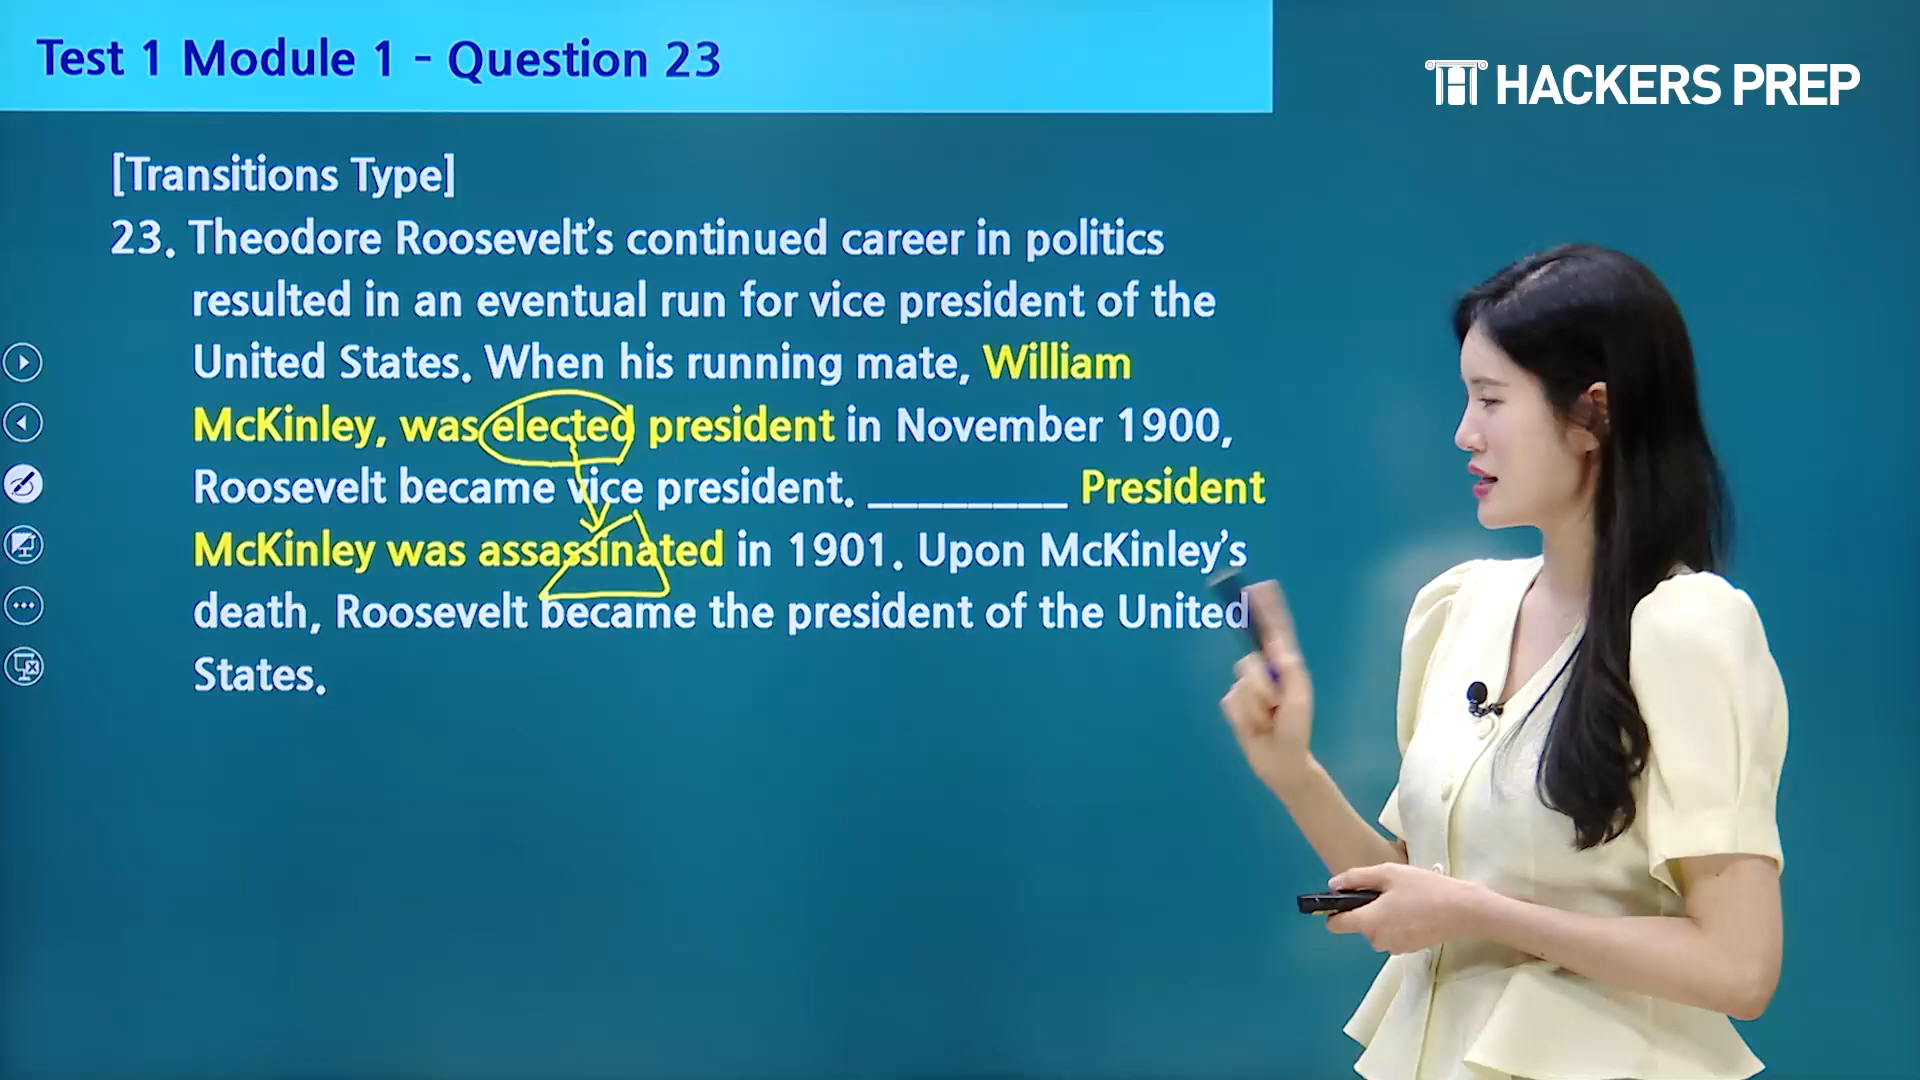 Test 1 Module 1 - Question 23
HACKERS PREP
[Transitions Type]
23. Theodore Roosevelt's continued career in politics
resulted in an eventual run for vice president of the
United States. When his running mate, William
McKinley, was elected president in November 1900,
Roosevelt became vice president. ________ President
McKinley was assassinated in 1901. Upon McKinley's
death, Roosevelt became the president of the United
States.